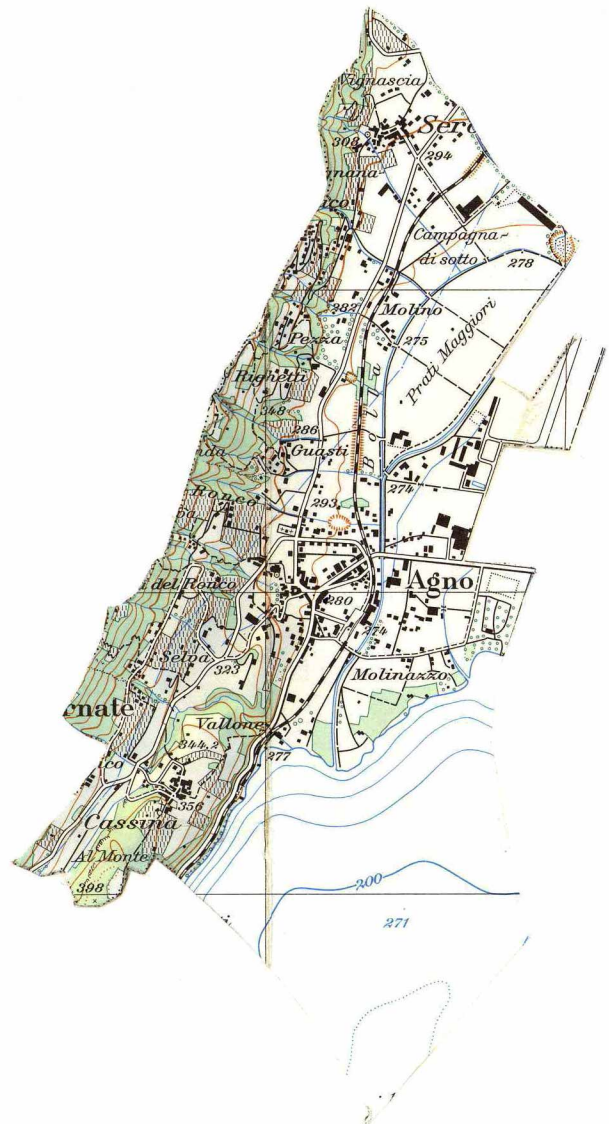 Vignascia
308
294
Campagna
di sotto
278
282
Molino
Pezza
275
Prati Maggiori
Righetti
348
286
Guasti
274
293
Agno
i del Ronco
280
274
Selva
323
Molinazzo
Vallone
344,2
277
356
Cassina
Al Monte
398
200
271